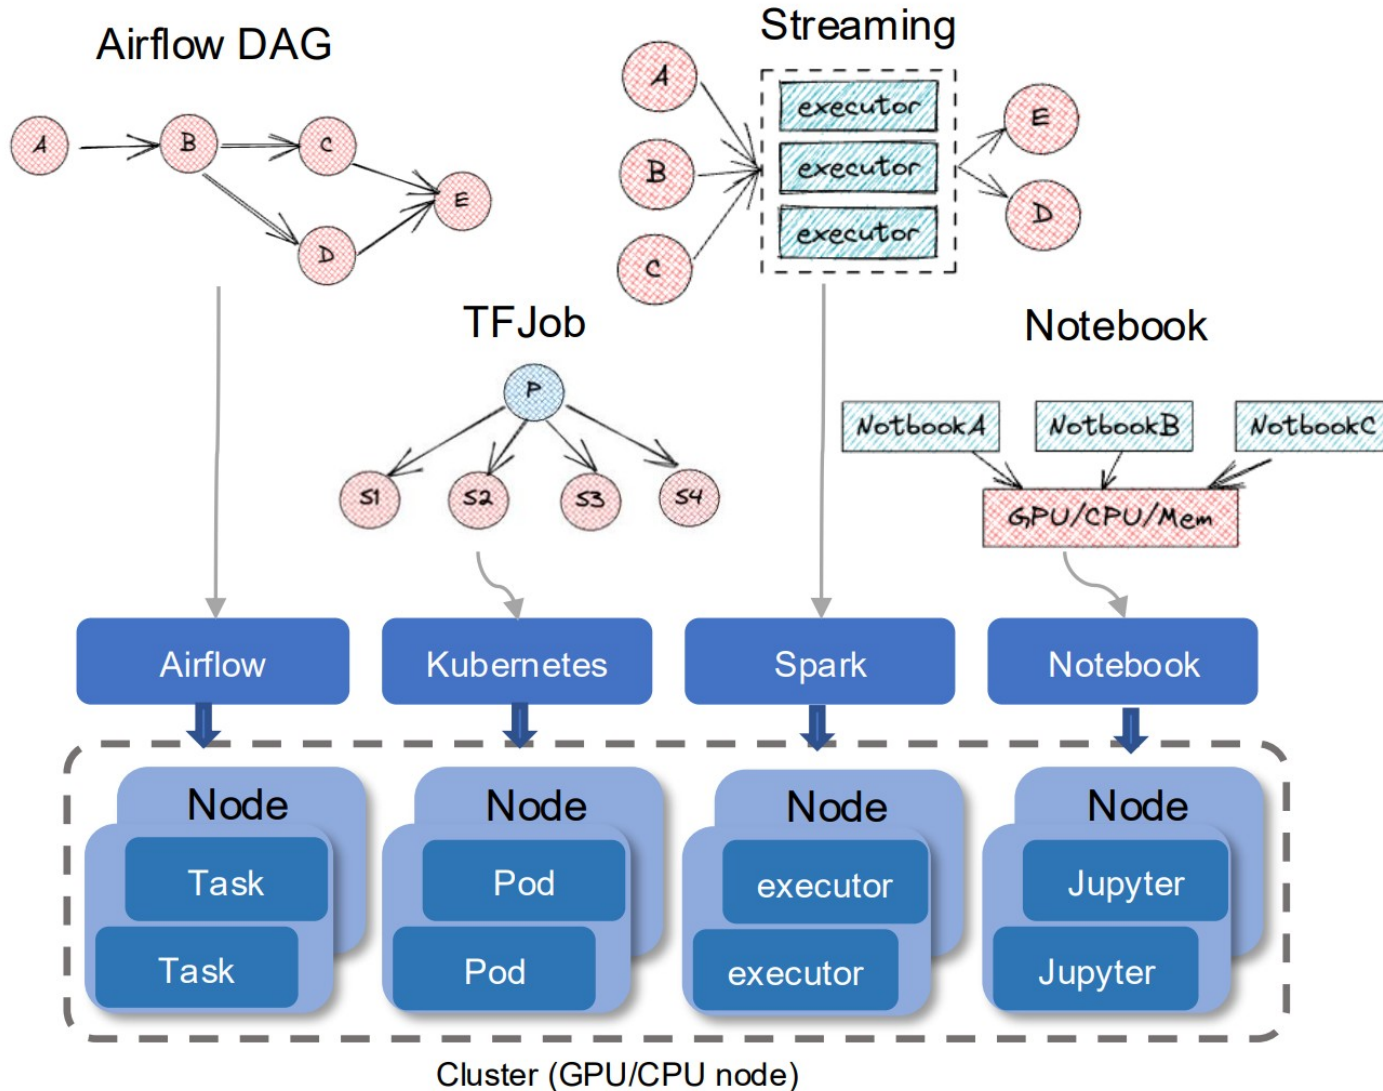 Airflow DAG
Streaming
A
B
C
D
E
A
B
C
executor
executor
executor
E
D
TFJob
P
S1
S2
S3
S4
Notebook
NotbookA
NotbookB
NotbookC
GPU/CPU/Mem
Airflow
Kubernetes
Spark
Notebook
Node
Task
Task
Node
Pod
Pod
Node
executor
executor
Node
Jupyter
Jupyter
Cluster (GPU/CPU node)